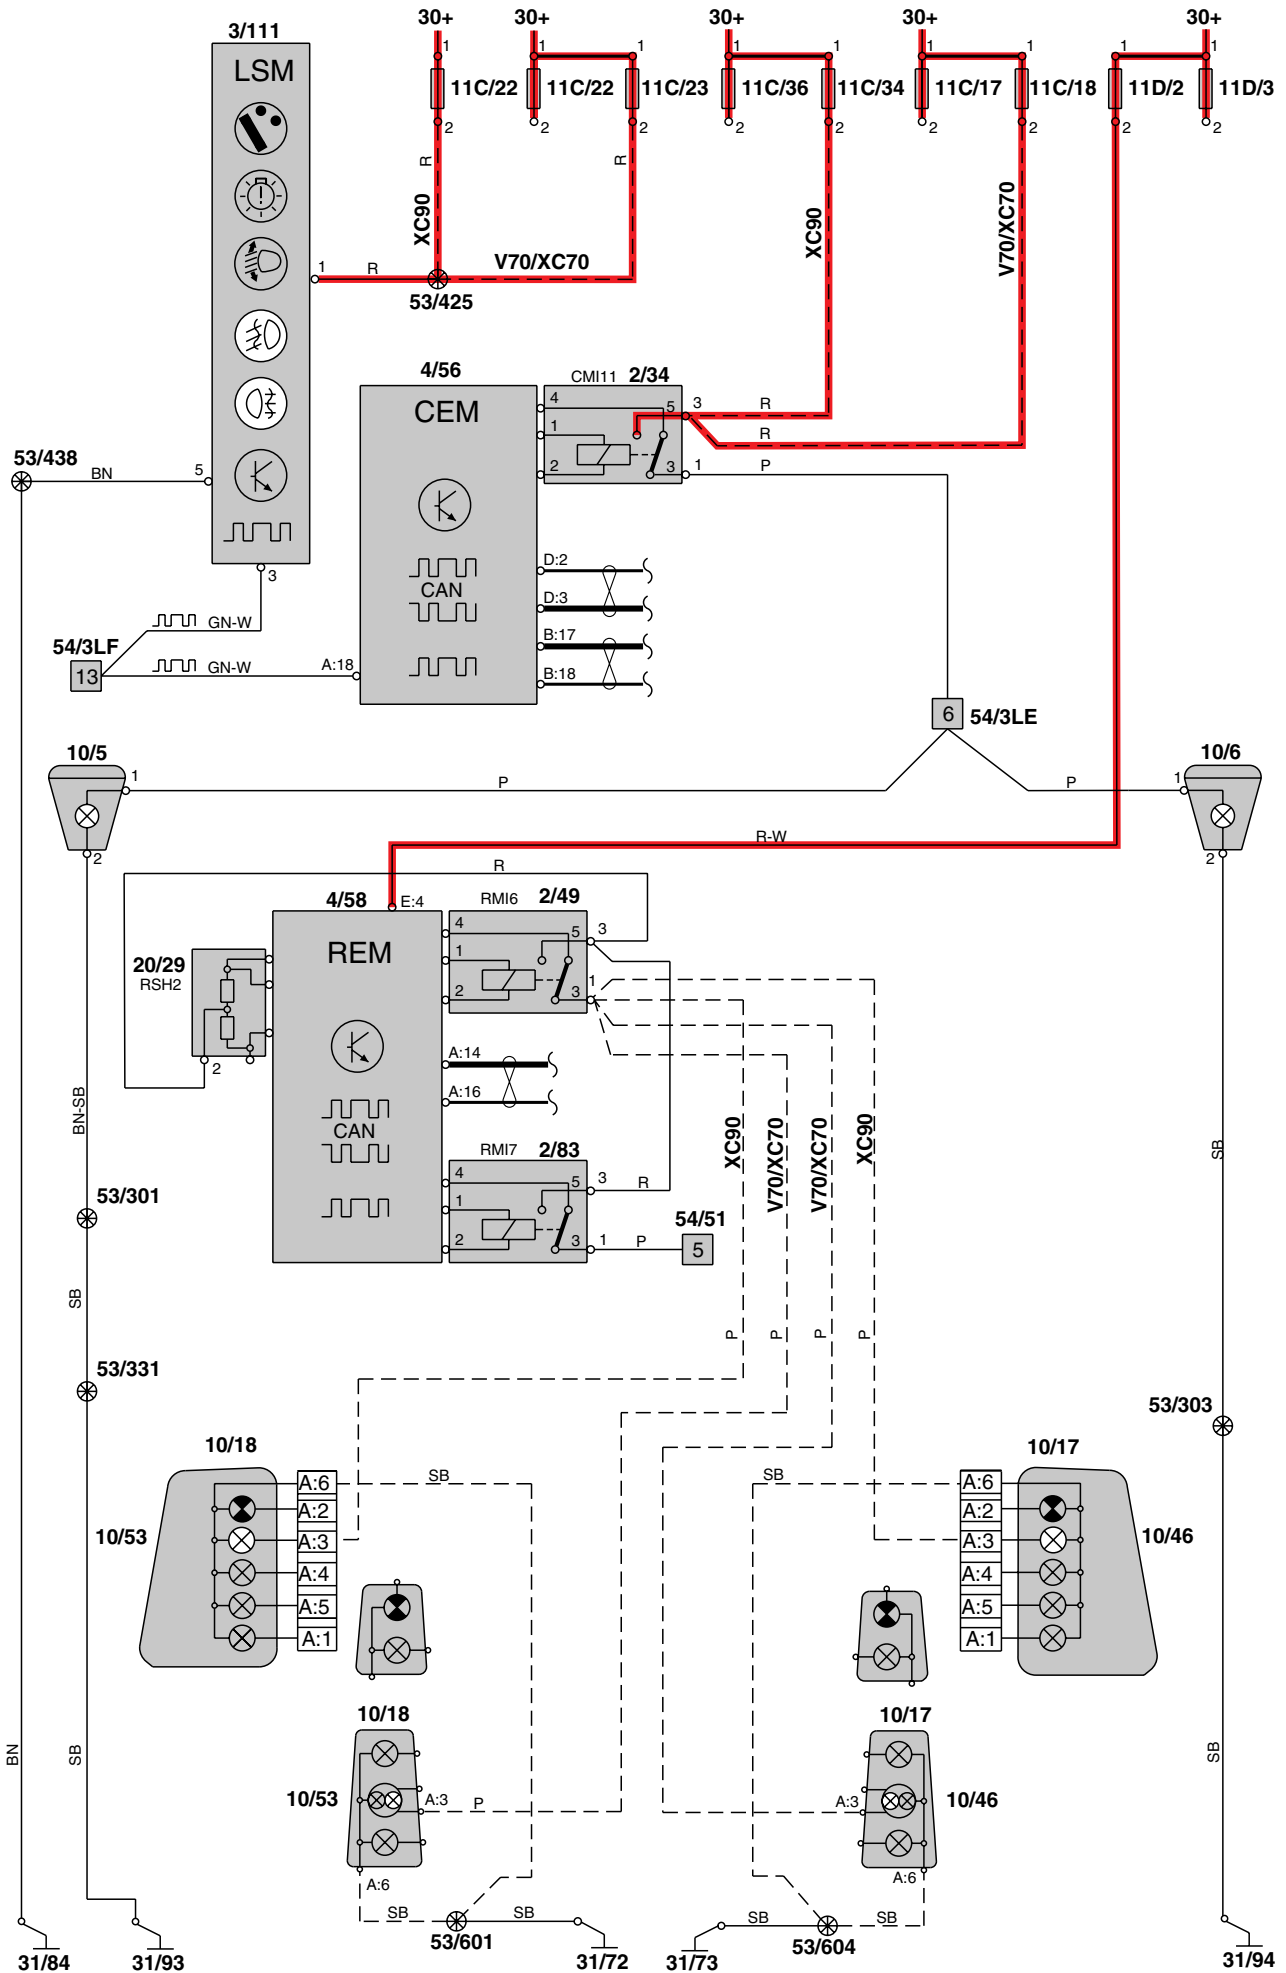 30+ 30+ 30+ 30+ 30+
3/111
LSM
1 1 1 1 1 1 1 1 1
11C/22 11C/22 11C/23 11C/36 11C/34 11C/17 11C/18 11D/2 11D/3
2 2 2 2 2 2 2 2 2
R R
XC90 XC90 V70/XC70
1 R V70/XC70
53/425
4/56 CMI11 2/34
CEM
4 5 3 R
1 R
2 3 1 P
53/438
BN 5
3
D:2
CAN
D:3
B:17
B:18
GN-W
54/3LF
13 GN-W A:18
6 54/3LE
10/5 10/6
1 P P 1
2 2
R-W
R
4/58 E:4 RMI6 2/49
REM
4 5 3
1
2 3 1
20/29
RSH2
2
A:14
A:16
CAN
BN-SB
XC90 V70/XC70 V70/XC70 XC90
SB
RMI7 2/83
4 5 3 R
1
2 3 1 P 5
54/51
53/301
SB
P P P P
53/331
53/303
10/18 10/17
A:6 SB SB A:6
A:2 A:2
10/53 A:3 A:3 10/46
A:4 A:4
A:5 A:5
A:1 A:1
10/18 10/17
BN SB SB
10/53 A:3 P A:3 10/46
A:6
A:6
SB SB SB SB
53/601 53/604
31/84 31/93 31/72 31/73 31/94